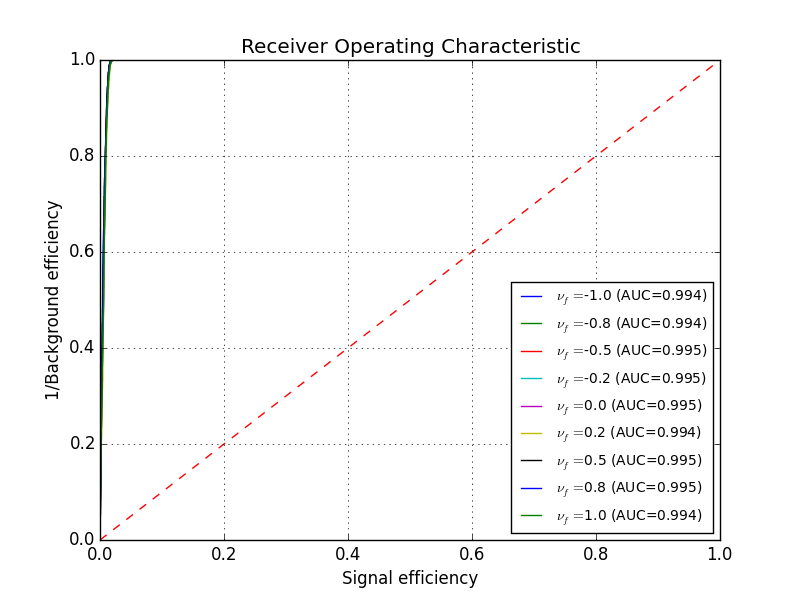 Receiver Operating Characteristic
1.0
0.8
0.6
0.4
0.2
0.0
1/Background efficiency
0.0 0.2 0.4 0.6 0.8 1.0
Signal efficiency
ν_f =-1.0 (AUC=0.994)
ν_f =-0.8 (AUC=0.994)
ν_f =-0.5 (AUC=0.995)
ν_f =-0.2 (AUC=0.995)
ν_f =0.0 (AUC=0.995)
ν_f =0.2 (AUC=0.994)
ν_f =0.5 (AUC=0.995)
ν_f =0.8 (AUC=0.995)
ν_f =1.0 (AUC=0.994)